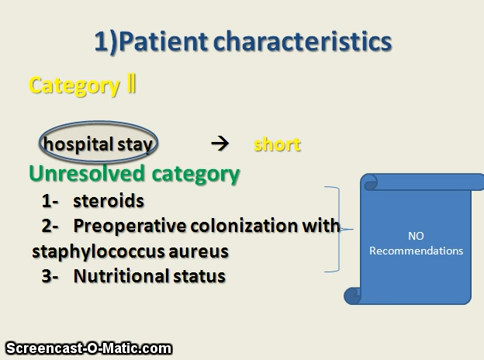 1)Patient characteristics
Category ǁ
hospital stay → short
Unresolved category
1- steroids
2- Preoperative colonization with
staphylococcus aureus
3- Nutritional status
NO
Recommendations
Screencast-O-Matic.com